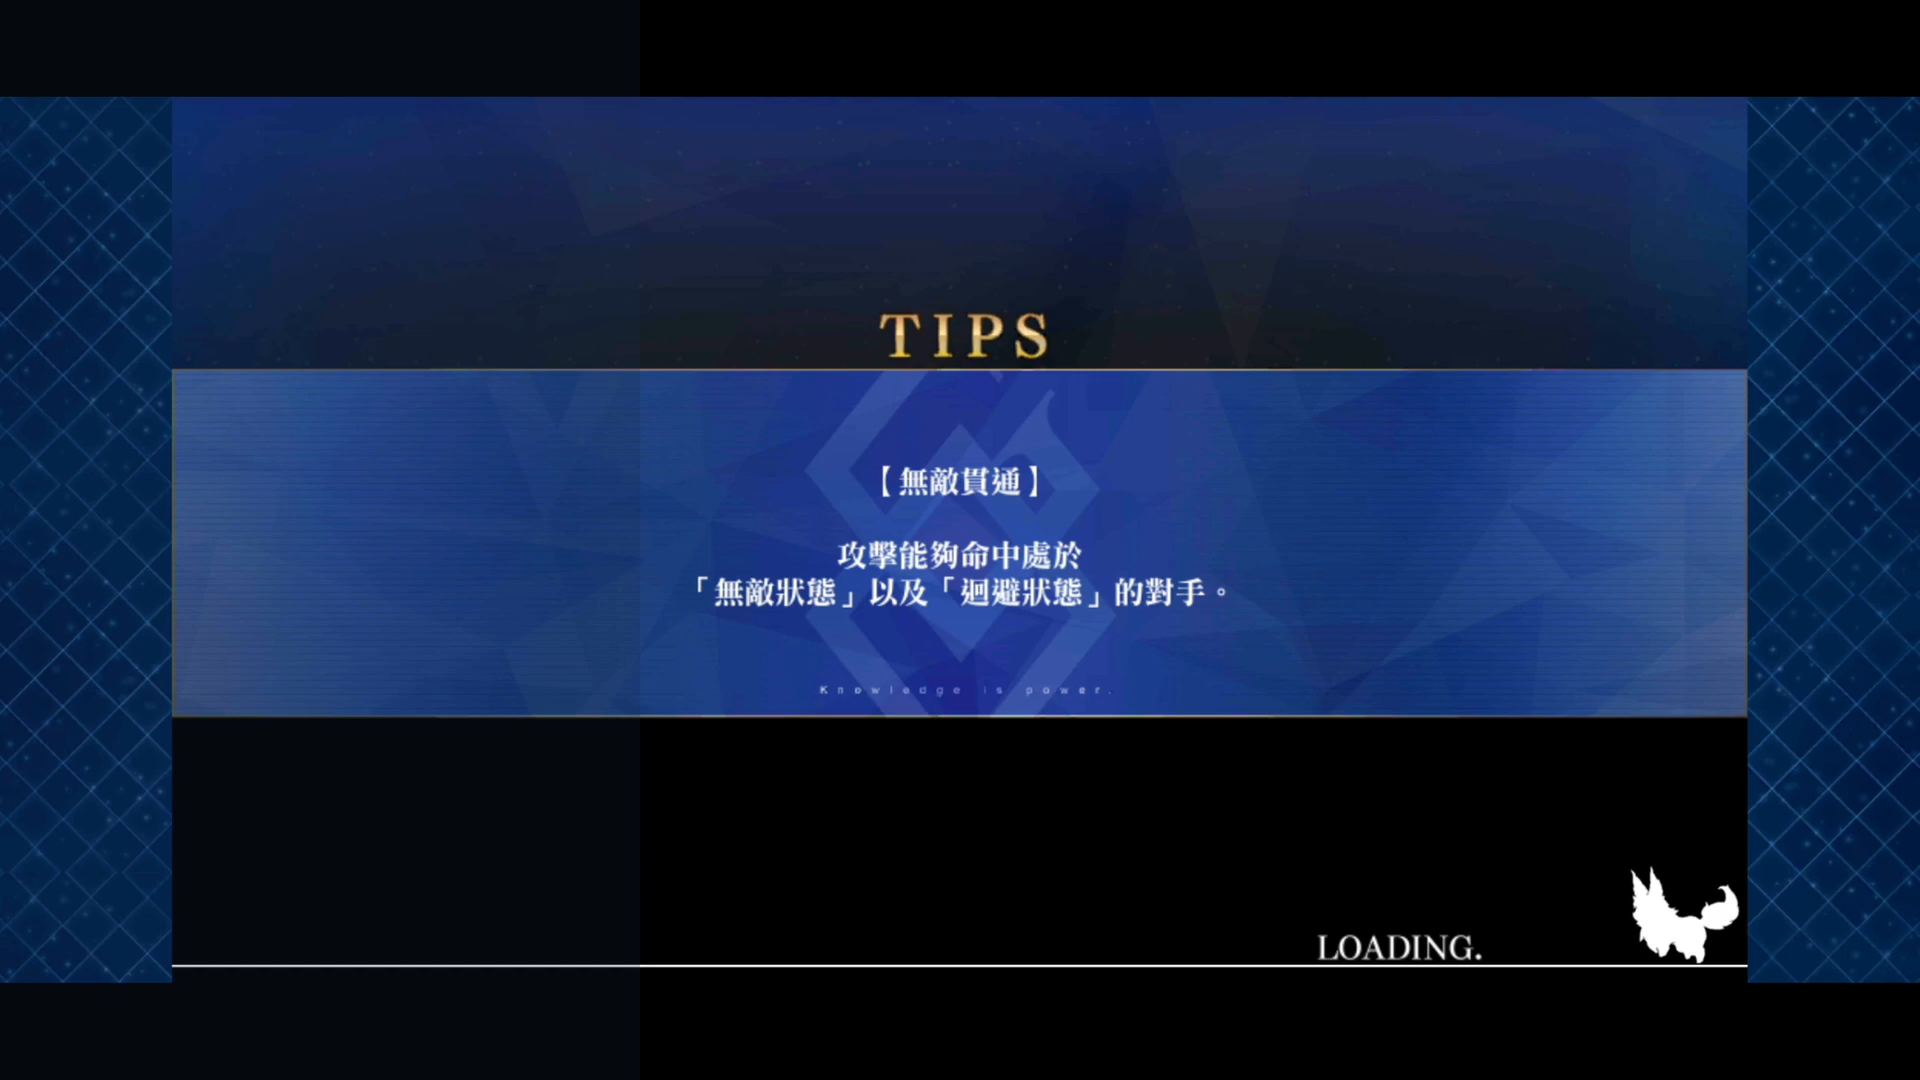 TIPS
【無敵貫通】
攻擊能夠命中處於
「無敵狀態」以及「迴避狀態」的對手。
Knowledge is power.
LOADING.